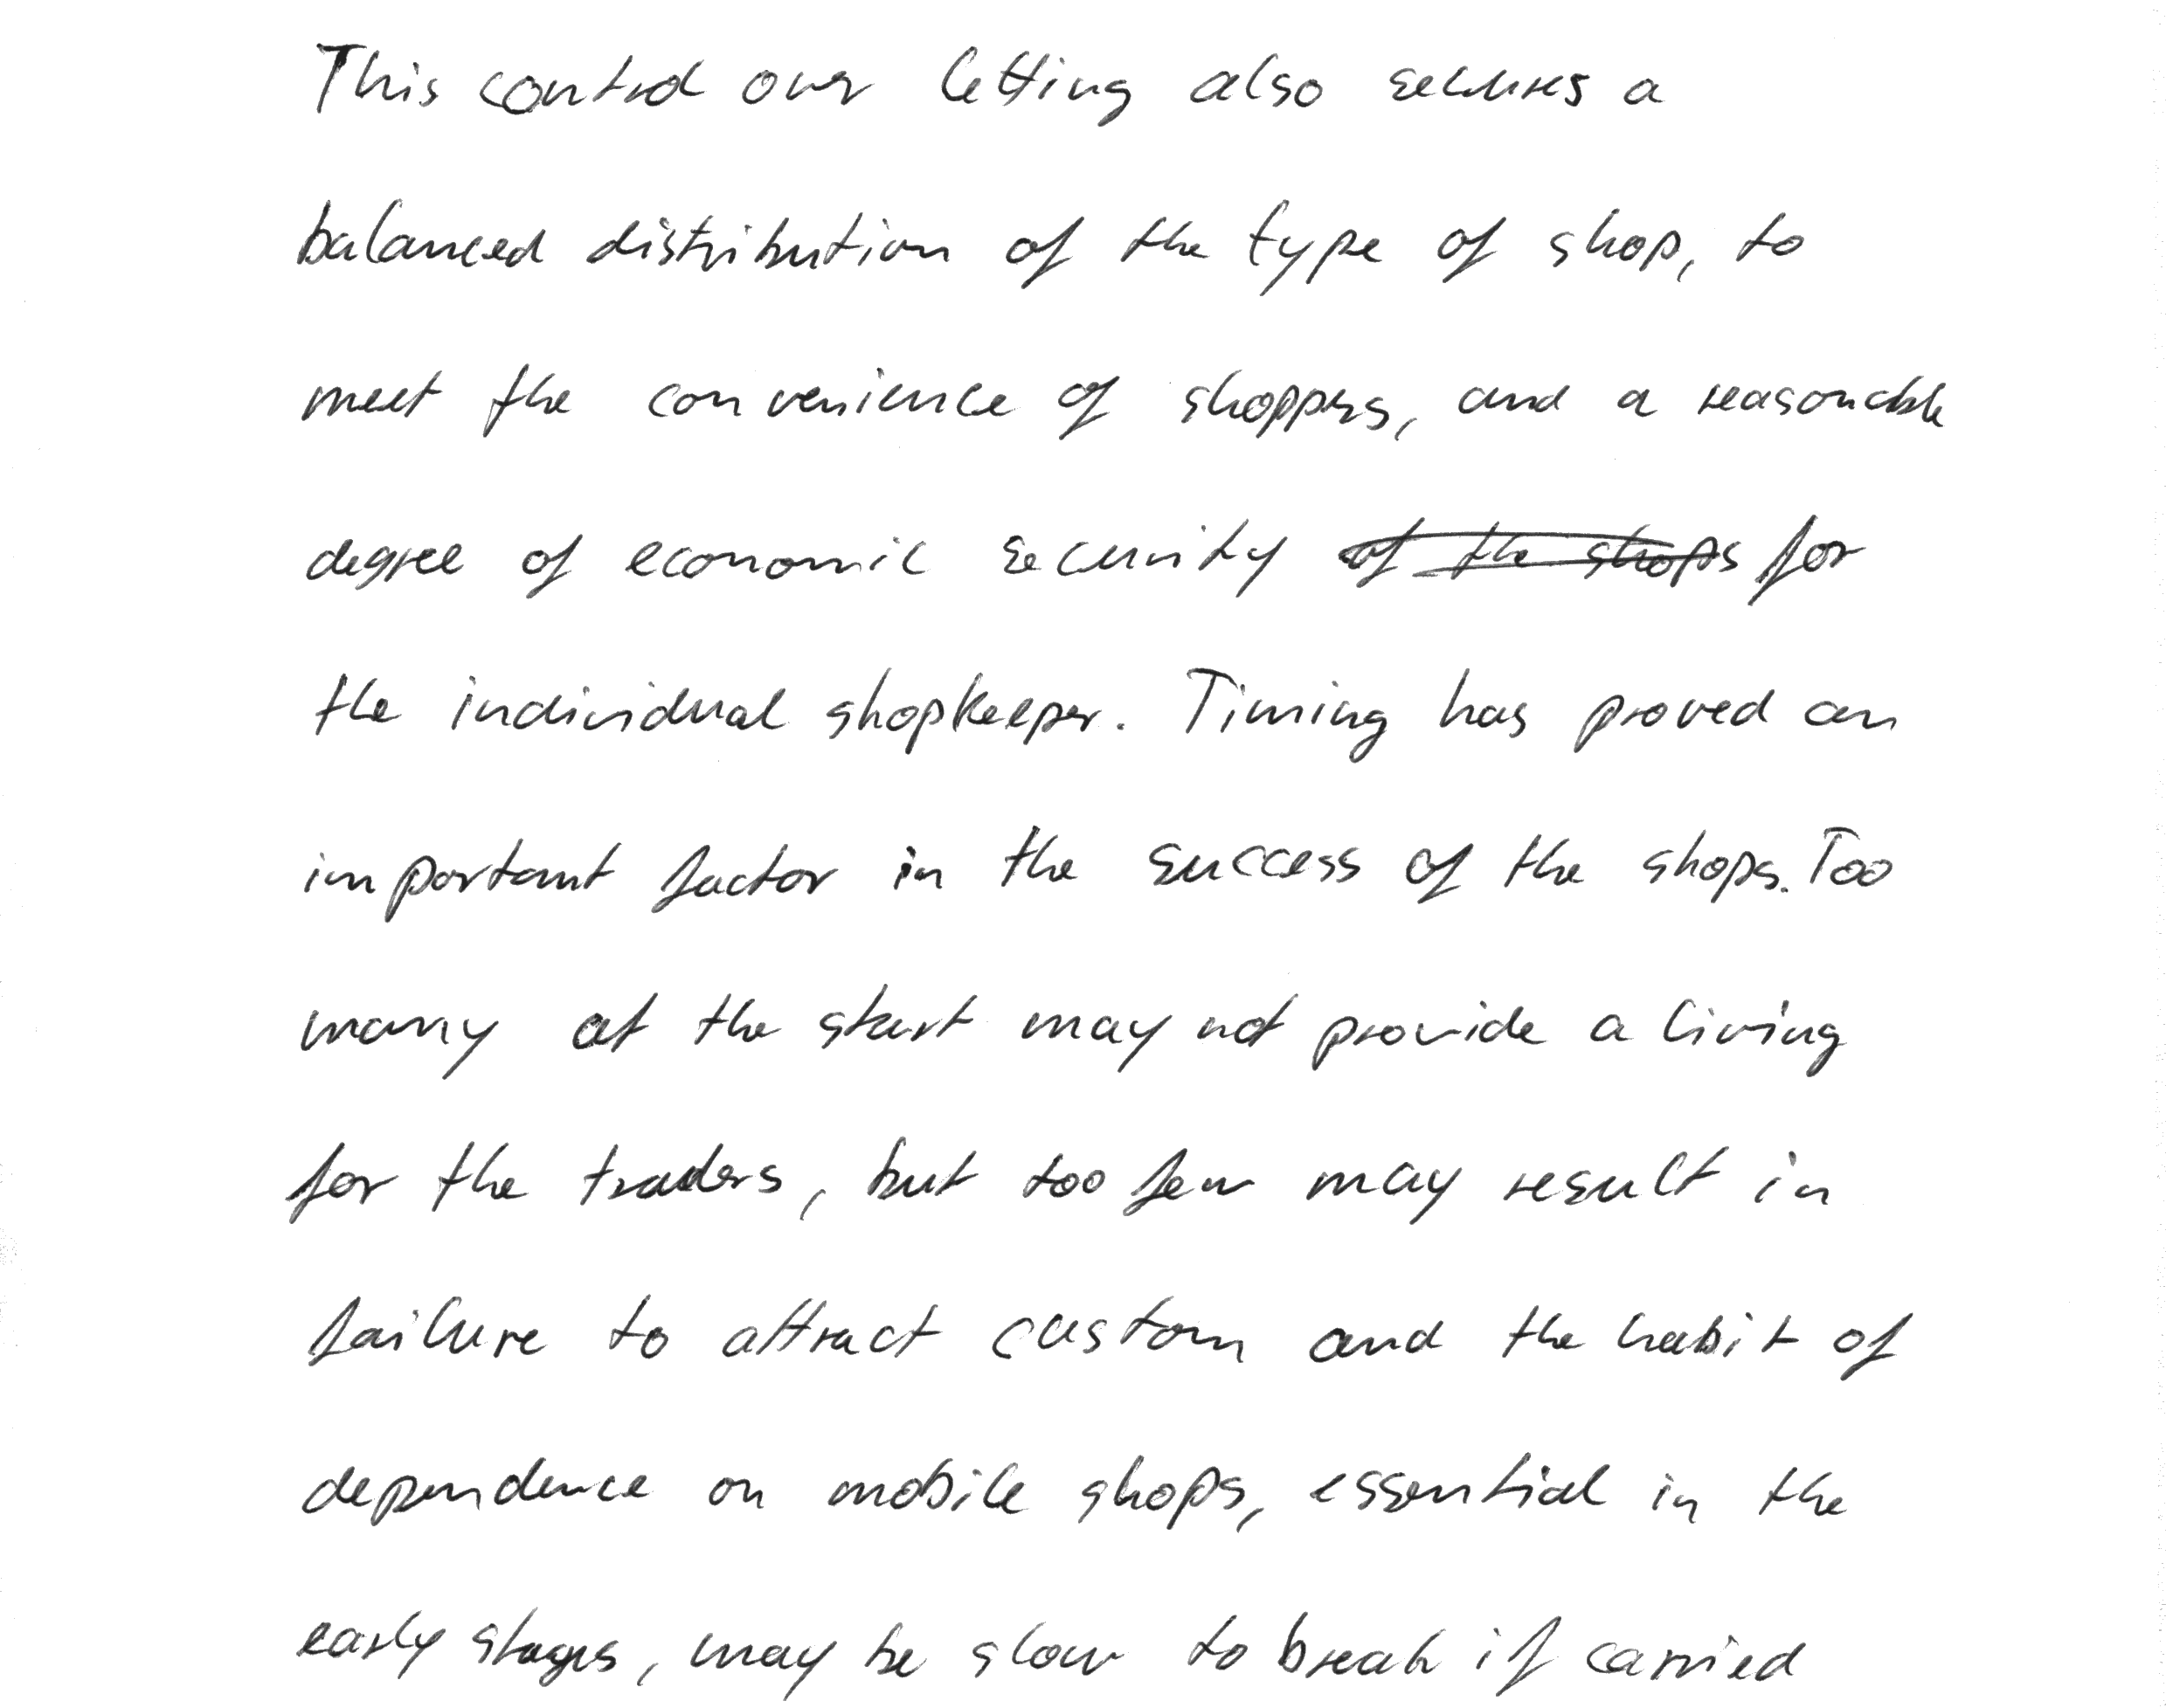 This control over letting also secures a
balanced distribution of the type of shop, to
meet the convenience of shoppers, and a reasonable
degree of economic security of the shops for
the individual shopkeeper. Timing has proved an
important factor in the success of the shops. Too
many at the start may not provide a living
for the traders, but too few may result in
failure to attract custom and the habit of
dependence on mobile shops, essential in the
early stages, may be slow to break if carried